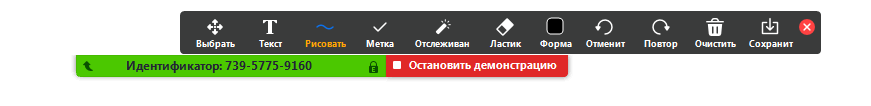 Выбрать Текст Рисовать Метка Отслеживан Ластик Форма Отменит Повтор Очистить Сохранит
Идентификатор: 739-5775-9160 Остановить демонстрацию